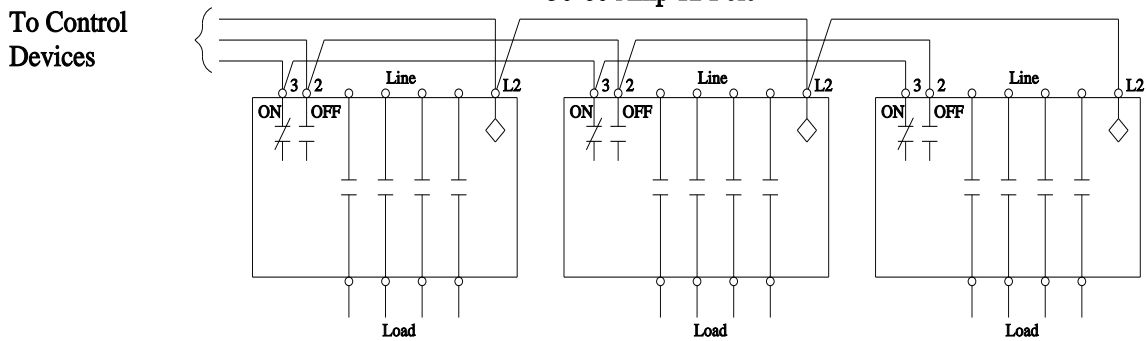 To Control
Devices
3 2 Line L2
ON OFF
3 2 Line L2
ON OFF
3 2 Line L2
ON OFF
Load
Load
Load